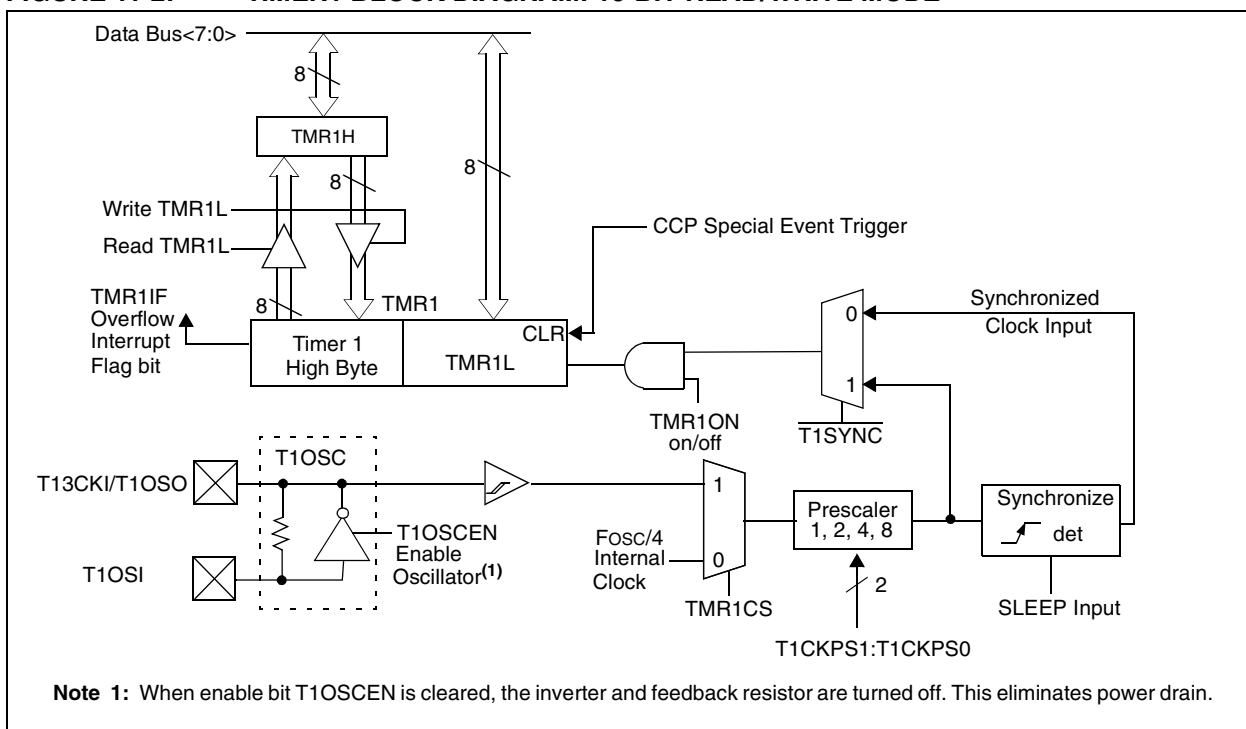 Data Bus<7:0>
8
TMR1H
8
8
Write TMR1L
Read TMR1L
CCP Special Event Trigger
TMR1IF
Overflow
Interrupt
Flag bit
8
TMR1
CLR
Timer 1
High Byte
TMR1L
0
1
Synchronized
Clock Input
TMR1ON
on/off
T1SYNC
T1OSC
T13CKI/T1OSO
T1OSI
T1OSCEN
Enable
Oscillator(1)
FOSC/4
Internal
Clock
1
0
TMR1CS
Prescaler
1, 2, 4, 8
2
T1CKPS1:T1CKPS0
Synchronize
det
SLEEP Input
Note 1: When enable bit T1OSCEN is cleared, the inverter and feedback resistor are turned off. This eliminates power drain.